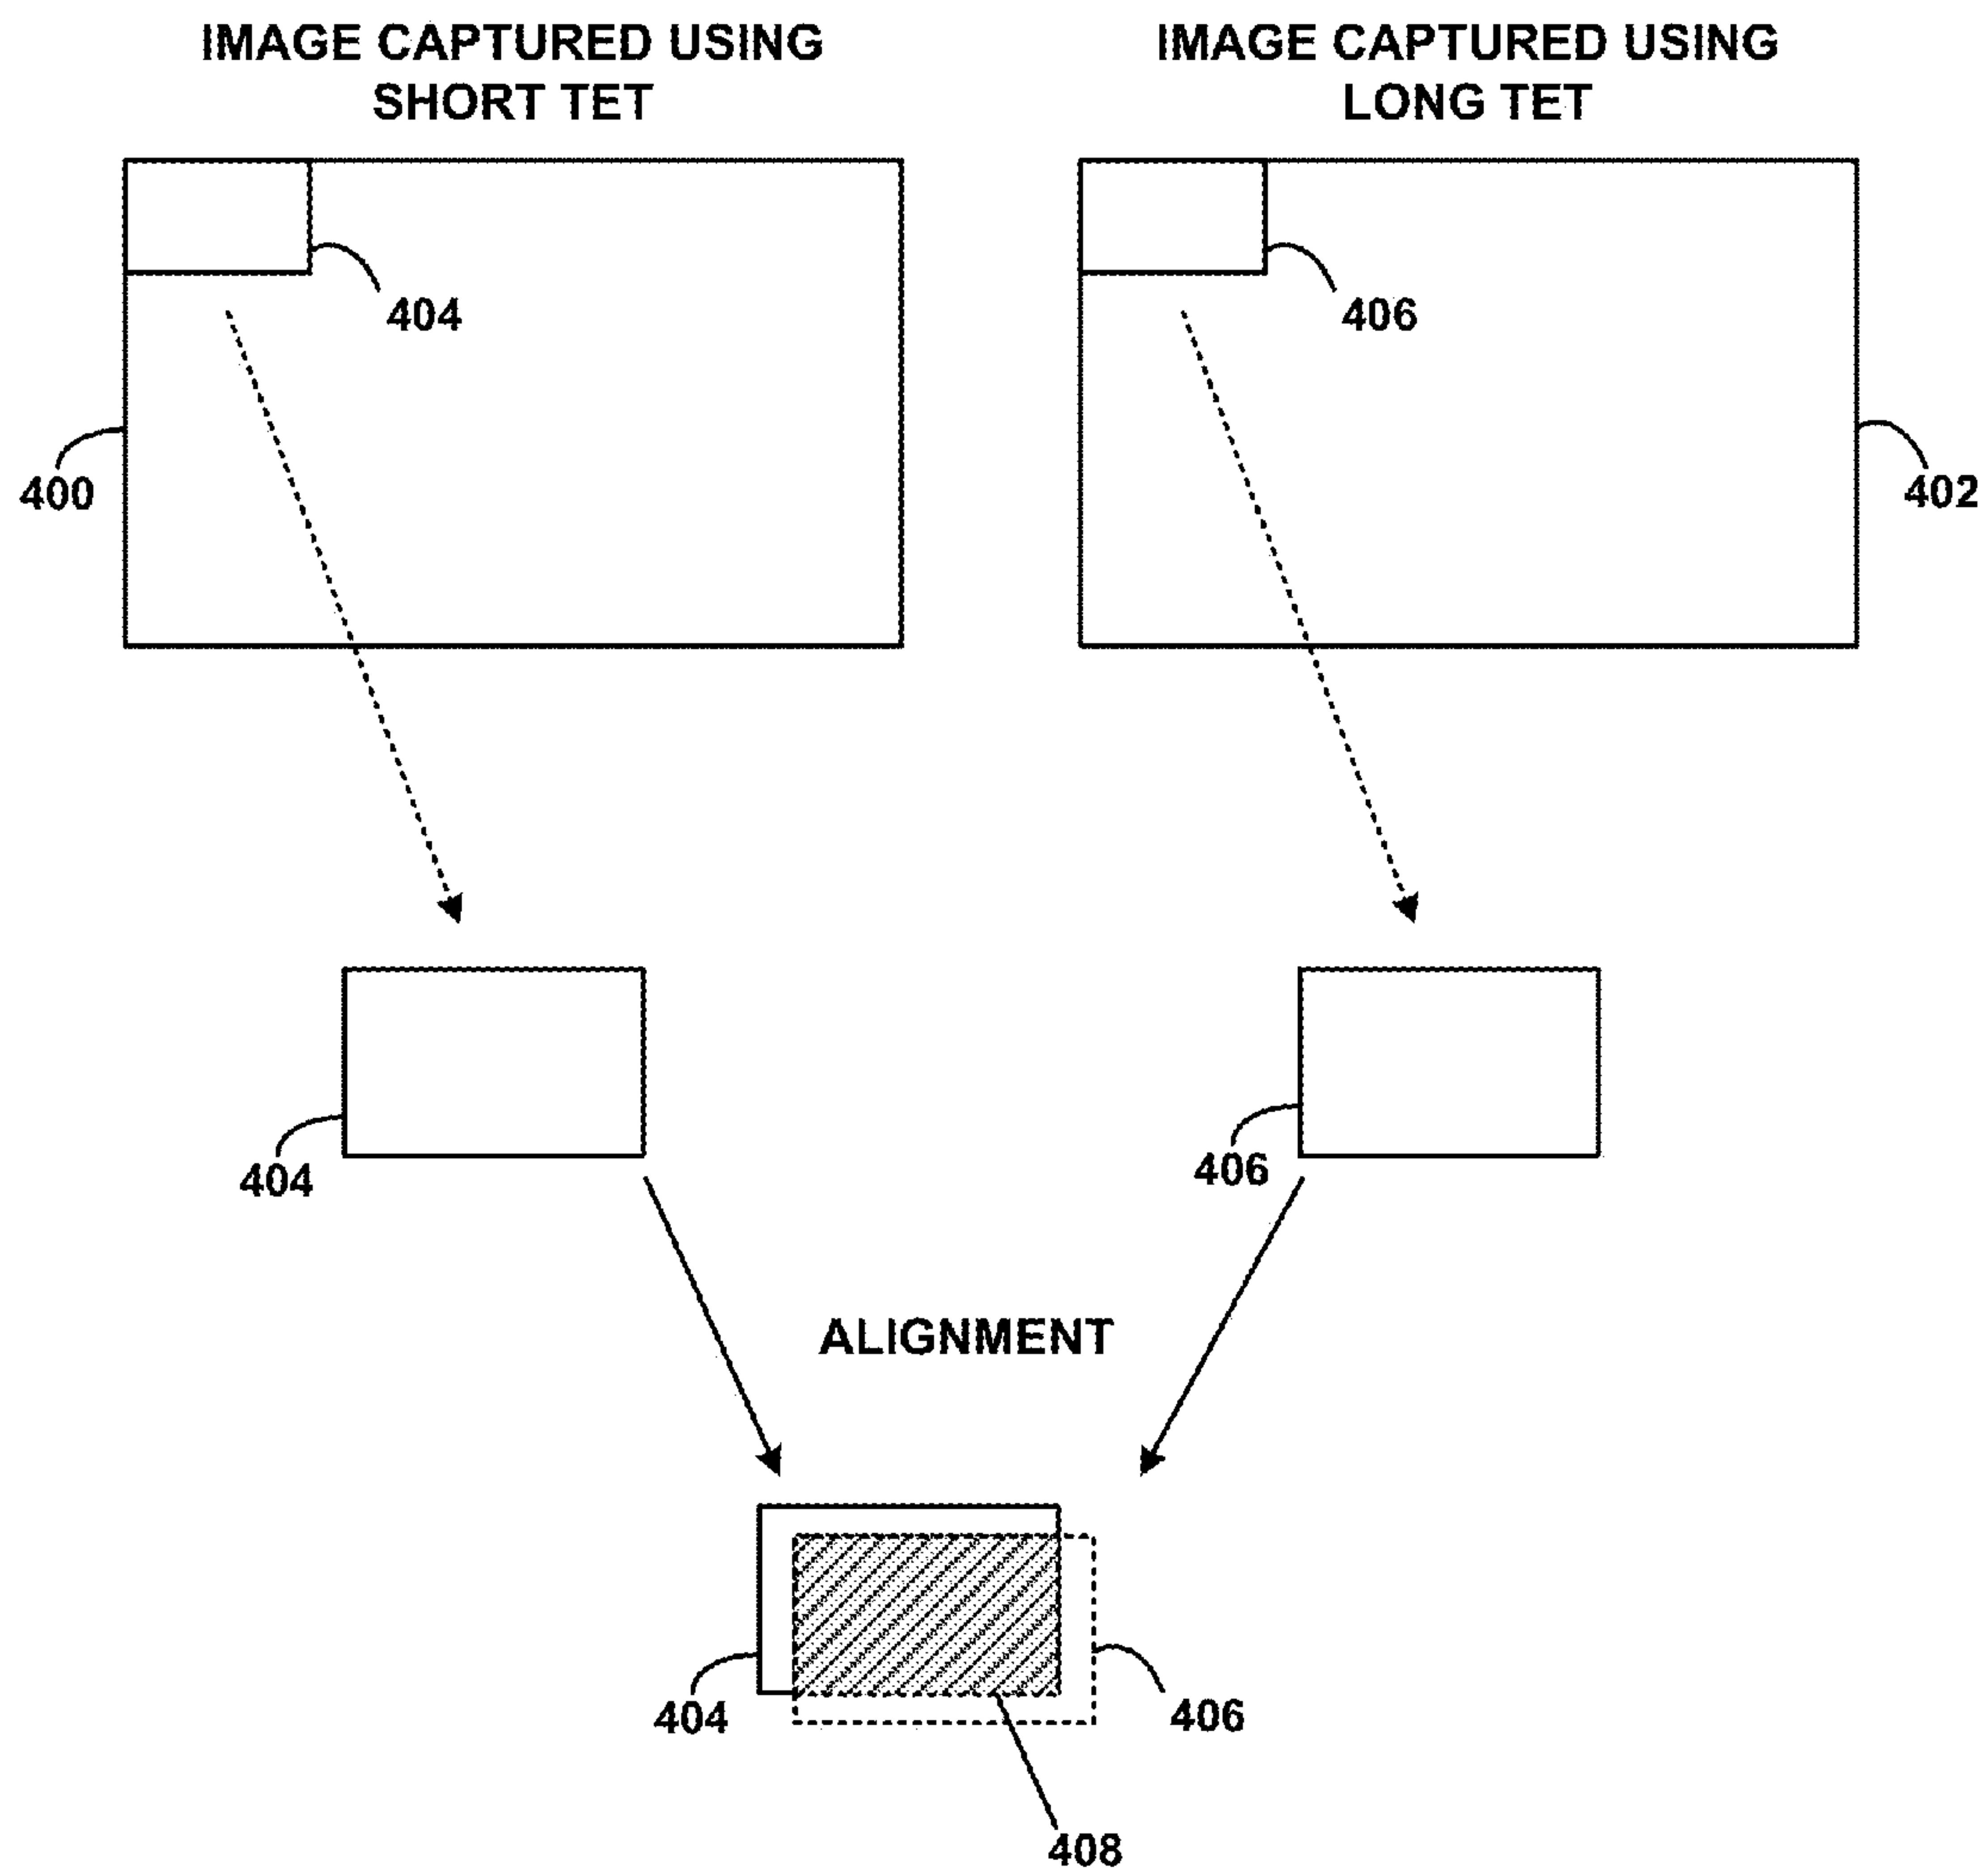 IMAGE CAPTURED USING
SHORT TET
IMAGE CAPTURED USING
LONG TET
404
406
400
402
404
406
ALIGNMENT
404
406
408